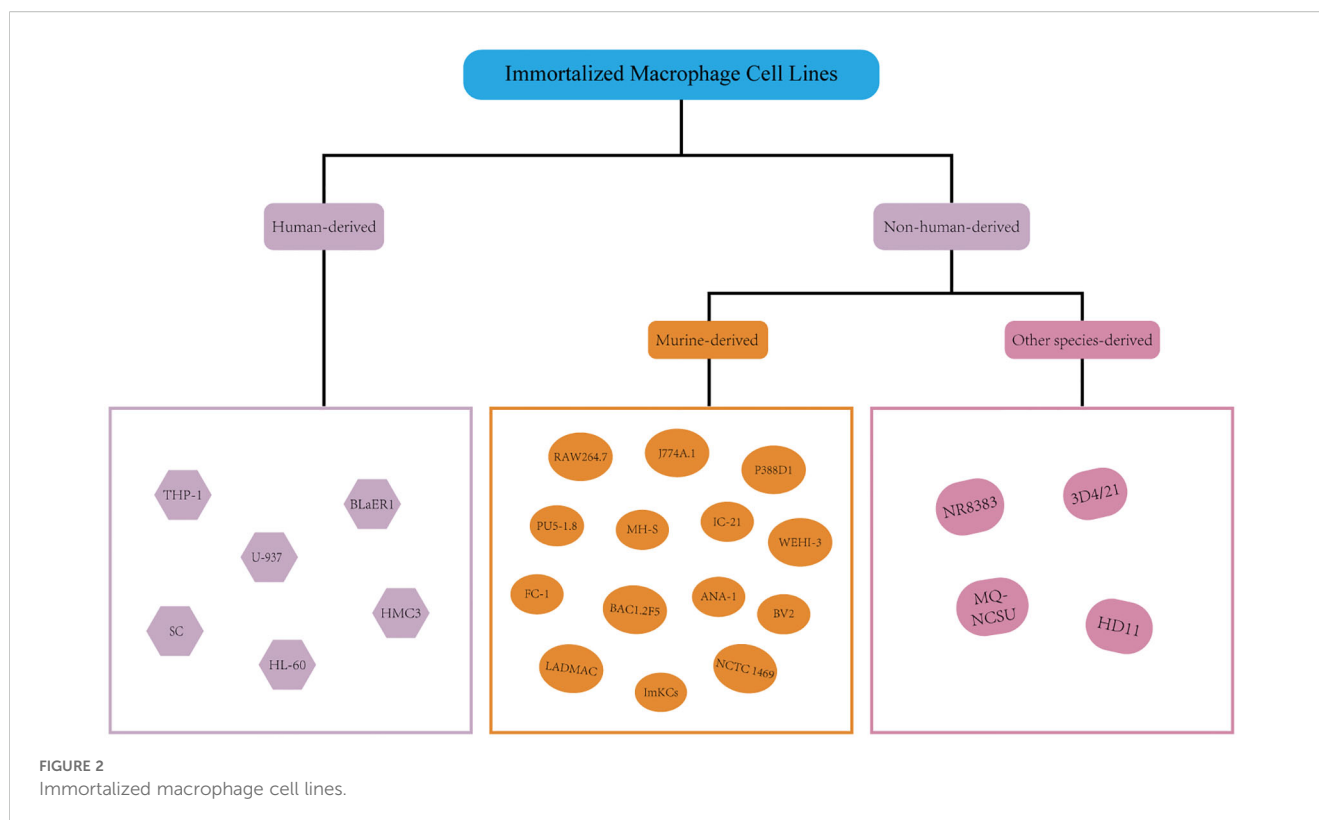 Immortalized Macrophage Cell Lines
Human-derived
Non-human-derived
Murine-derived
Other species-derived
THP-1
BLaER1
U-937
SC
HMC3
HL-60
RAW264.7
J774A.1
P388D1
PU5-1.8
MH-S
IC-21
WEHI-3
FC-1
BAC1.2F5
ANA-1
BV2
LADMAC
ImKCs
NCTC 1469
NR8383
3D4/21
MQ-
NCSU
HD11
FIGURE 2
Immortalized macrophage cell lines.